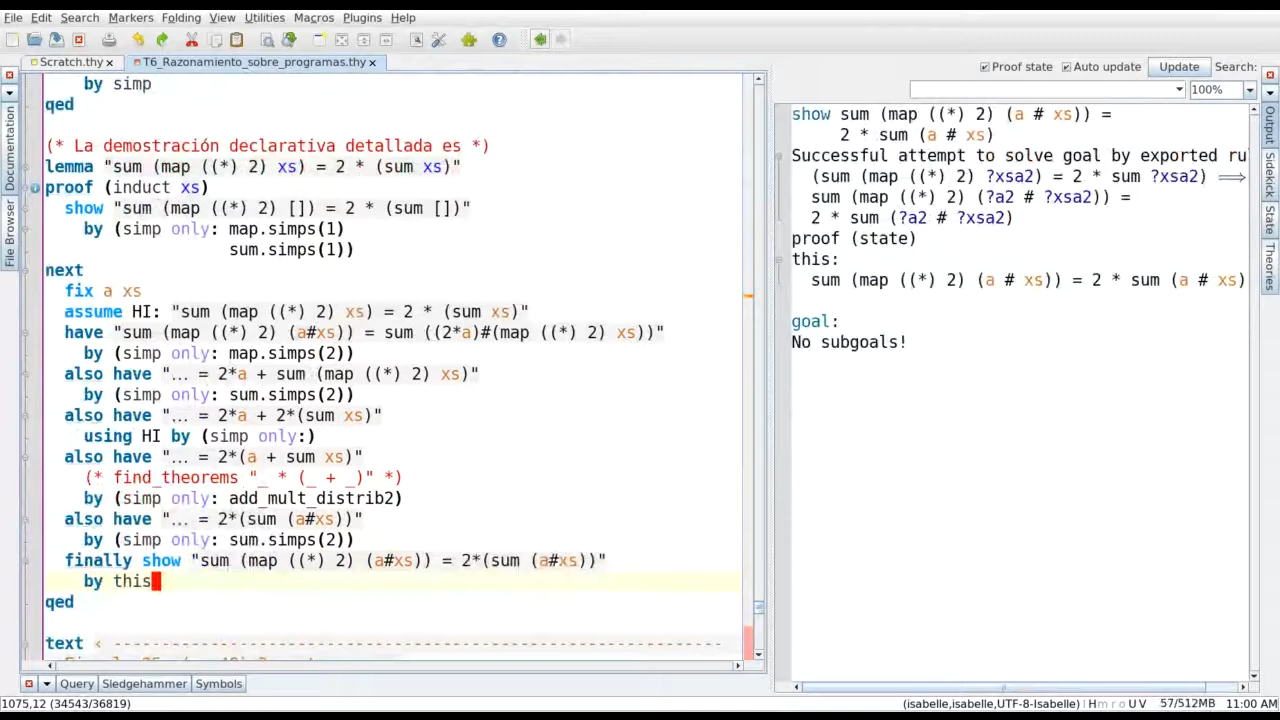 File Edit Search Markers Folding View Utilities Macros Plugins Help
Scratch.thy T6_Razonamiento_sobre_programas.thy
Proof state Auto update Update Search:
100%
Documentation
File Browser
by simp
qed
(* La demostración declarativa detallada es *)
lemma "sum (map ((*) 2) xs) = 2 * (sum xs)"
proof (induct xs)
show "sum (map ((*) 2) []) = 2 * (sum [])"
by (simp only: map.simps(1)
sum.simps(1))
next
fix a xs
assume HI: "sum (map ((*) 2) xs) = 2 * (sum xs)"
have "sum (map ((*) 2) (a#xs)) = sum ((2*a)#(map ((*) 2) xs))"
by (simp only: map.simps(2))
also have "... = 2*a + sum (map ((*) 2) xs)"
by (simp only: sum.simps(2))
also have "... = 2*a + 2*(sum xs)"
using HI by (simp only:)
also have "... = 2*(a + sum xs)"
(* find_theorems "_ * (_ + _)" *)
by (simp only: add_mult_distrib2)
also have "... = 2*(sum (a#xs))"
by (simp only: sum.simps(2))
finally show "sum (map ((*) 2) (a#xs)) = 2*(sum (a#xs))"
by this
qed
text ‹ ---------------------------------------------------------------
show sum (map ((*) 2) (a # xs)) =
2 * sum (a # xs)
Successful attempt to solve goal by exported ru
(sum (map ((*) 2) ?xsa2) = 2 * sum ?xsa2) ⟹
sum (map ((*) 2) (?a2 # ?xsa2)) =
2 * sum (?a2 # ?xsa2)
proof (state)
this:
sum (map ((*) 2) (a # xs)) = 2 * sum (a # xs)
goal:
No subgoals!
Output
Sidekick
State
Theories
Query Sledgehammer Symbols
1075,12 (34543/36819)
(isabelle,isabelle,UTF-8-Isabelle) | H m r o U V 57/512MB 11:00 AM